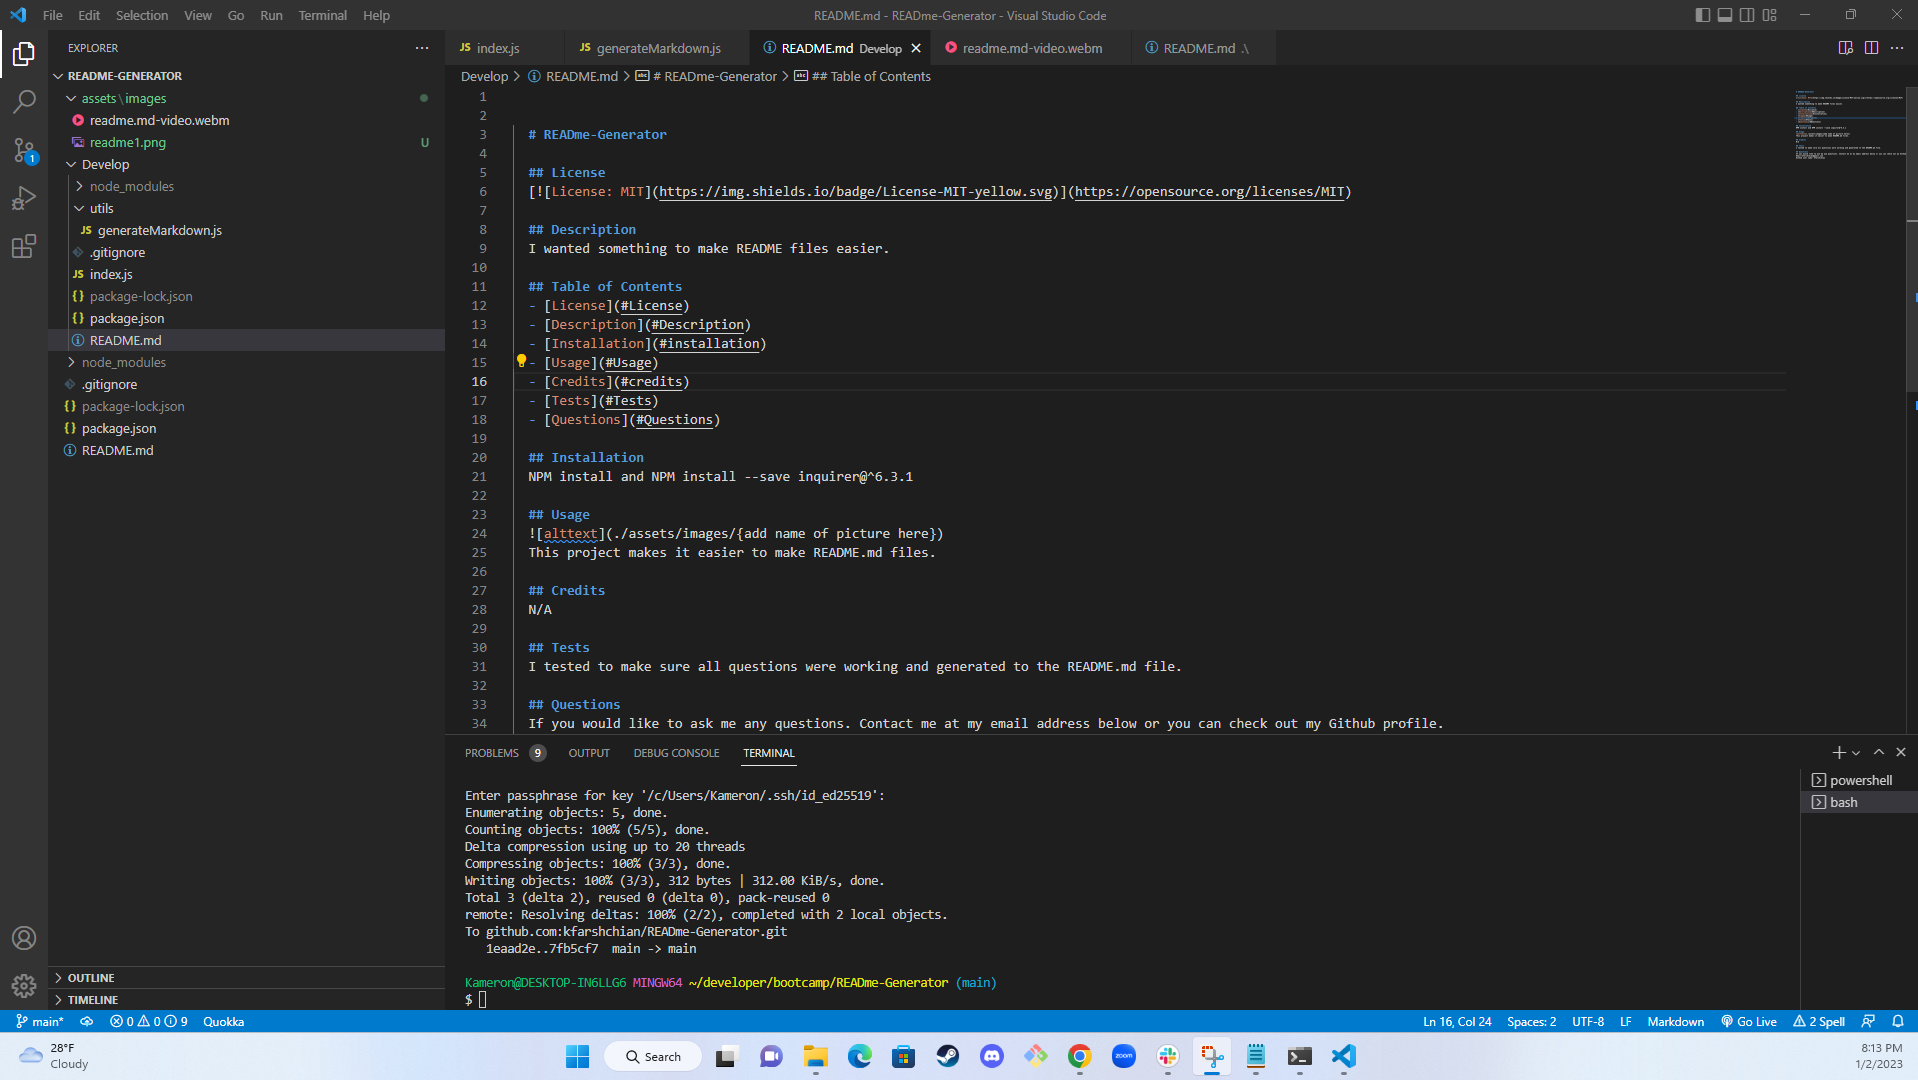 File Edit Selection View Go Run Terminal Help
README.md - READme-Generator - Visual Studio Code
EXPLORER
README-GENERATOR
assets\images
readme.md-video.webm
readme1.png U
Develop
node_modules
utils
JS generateMarkdown.js
.gitignore
JS index.js
{} package-lock.json
{} package.json
README.md
node_modules
.gitignore
{} package-lock.json
{} package.json
README.md
OUTLINE
TIMELINE
1
JS index.js
JS generateMarkdown.js
README.md Develop
readme.md-video.webm
README.md .\
Develop > README.md > # READme-Generator > ## Table of Contents
1
2
3 # READme-Generator
4
5 ## License
6 [![License: MIT](https://img.shields.io/badge/License-MIT-yellow.svg)](https://opensource.org/licenses/MIT)
7
8 ## Description
9 I wanted something to make README files easier.
10
11 ## Table of Contents
12 - [License](#License)
13 - [Description](#Description)
14 - [Installation](#installation)
15 - [Usage](#Usage)
16 - [Credits](#credits)
17 - [Tests](#Tests)
18 - [Questions](#Questions)
19
20 ## Installation
21 NPM install and NPM install --save inquirer@^6.3.1
22
23 ## Usage
24 ![alttext](./assets/images/{add name of picture here})
25 This project makes it easier to make README.md files.
26
27 ## Credits
28 N/A
29
30 ## Tests
31 I tested to make sure all questions were working and generated to the README.md file.
32
33 ## Questions
34 If you would like to ask me any questions. Contact me at my email address below or you can check out my Github profile.
PROBLEMS 9 OUTPUT DEBUG CONSOLE TERMINAL
powershell
bash
Enter passphrase for key '/c/Users/Kameron/.ssh/id_ed25519':
Enumerating objects: 5, done.
Counting objects: 100% (5/5), done.
Delta compression using up to 20 threads
Compressing objects: 100% (3/3), done.
Writing objects: 100% (3/3), 312 bytes | 312.00 KiB/s, done.
Total 3 (delta 2), reused 0 (delta 0), pack-reused 0
remote: Resolving deltas: 100% (2/2), completed with 2 local objects.
To github.com:kfarshchian/READme-Generator.git
1eaad2e..7fb5cf7 main -> main
Kameron@DESKTOP-IN6LLG6 MINGW64 ~/developer/bootcamp/READme-Generator (main)
$
main* 0 0 9 Quokka
Ln 16, Col 24 Spaces: 2 UTF-8 LF Markdown Go Live 2 Spell
28°F
Cloudy
Search
zoom
8:13 PM
1/2/2023